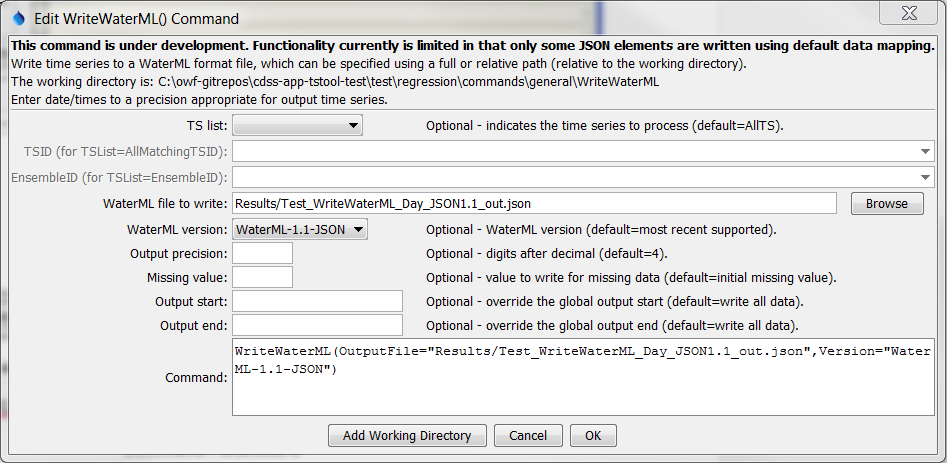 Edit WriteWaterML() Command
This command is under development. Functionality currently is limited in that only some JSON elements are written using default data mapping.
Write time series to a WaterML format file, which can be specified using a full or relative path (relative to the working directory).
The working directory is: C:\owf-gitrepos\cdss-app-tstool-test\test\regression\commands\general\WriteWaterML
Enter date/times to a precision appropriate for output time series.
TS list: Optional - indicates the time series to process (default=AllTS).
TSID (for TSList=AllMatchingTSID):
EnsembleID (for TSList=EnsembleID):
WaterML file to write: Results/Test_WriteWaterML_Day_JSON1.1_out.json Browse
WaterML version: WaterML-1.1-JSON Optional - WaterML version (default=most recent supported).
Output precision: Optional - digits after decimal (default=4).
Missing value: Optional - value to write for missing data (default=initial missing value).
Output start: Optional - override the global output start (default=write all data).
Output end: Optional - override the global output end (default=write all data).
Command: WriteWaterML(OutputFile="Results/Test_WriteWaterML_Day_JSON1.1_out.json",Version="Water
ML-1.1-JSON")
Add Working Directory Cancel OK